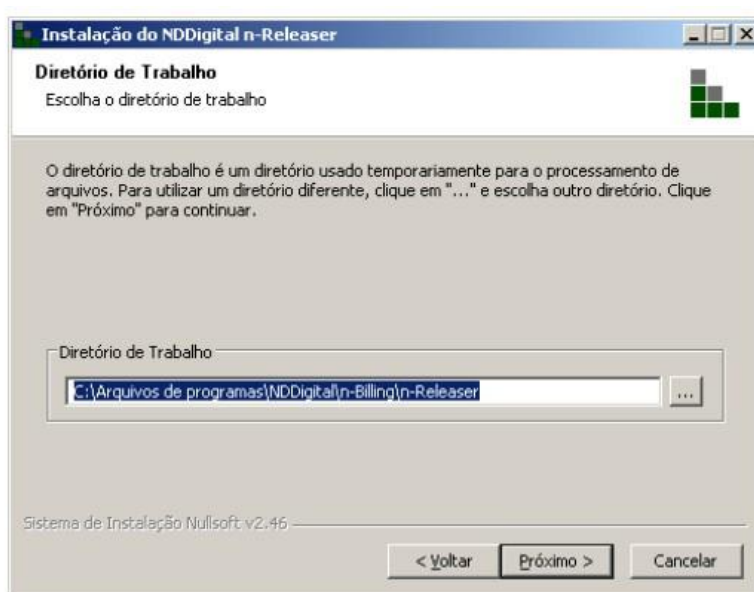 Instalação do NDDigital n-Releaser
Diretório de Trabalho
Escolha o diretório de trabalho
O diretório de trabalho é um diretório usado temporariamente para o processamento de
arquivos. Para utilizar um diretório diferente, clique em "..." e escolha outro diretório. Clique
em "Próximo" para continuar.
Diretório de Trabalho
C:\Arquivos de programas\NDDigital\n-Billing\n-Releaser
...
Sistema de Instalação Nullsoft v2.46
< Voltar
Próximo >
Cancelar